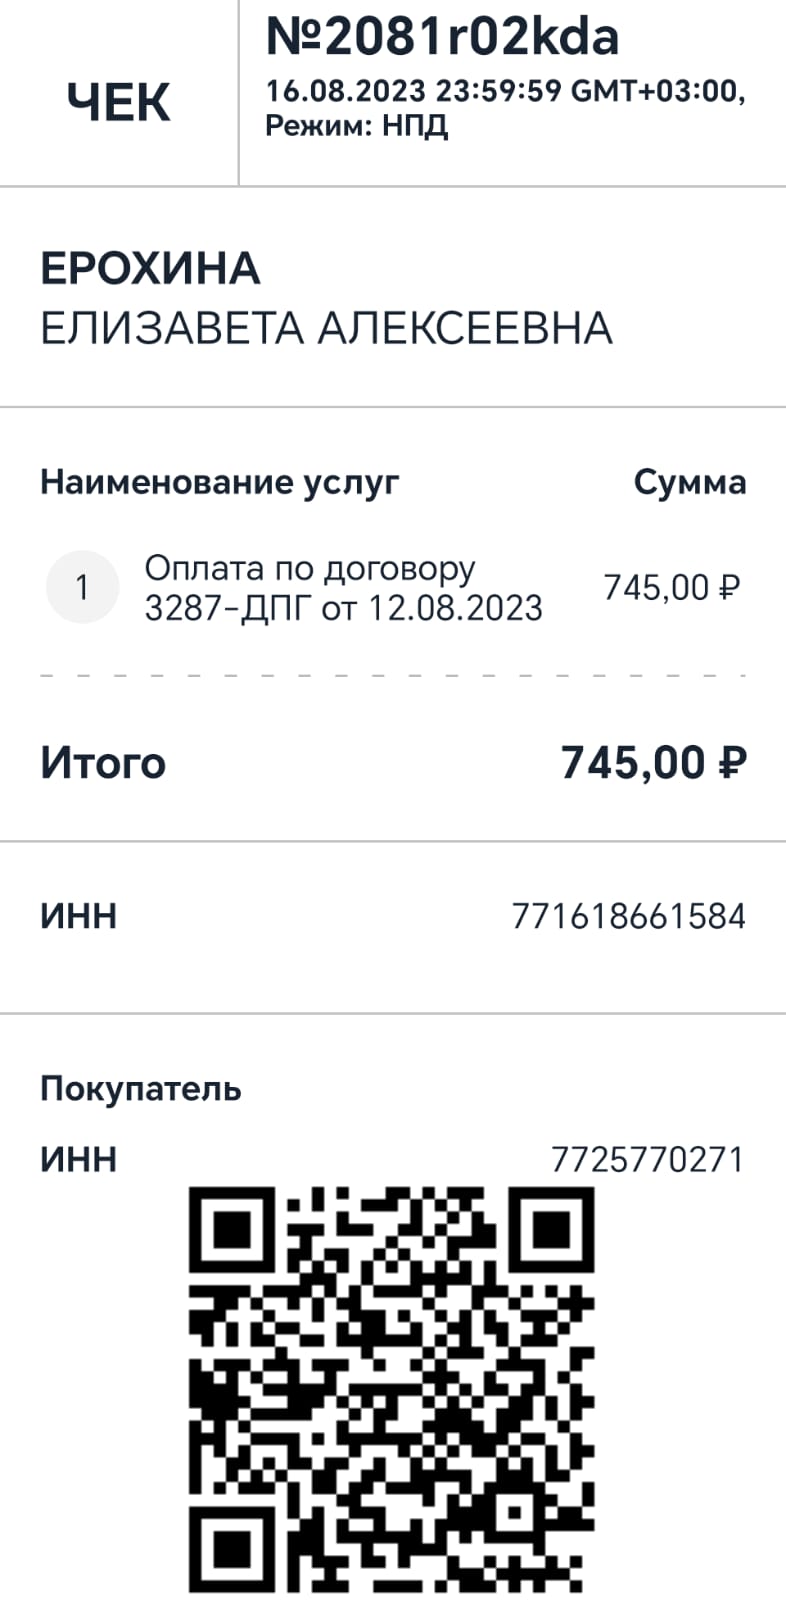 ЧЕК
№2081r02kda
16.08.2023 23:59:59 GMT+03:00,
Режим: НПД
ЕРОХИНА
ЕЛИЗАВЕТА АЛЕКСЕЕВНА
Наименование услуг Сумма
1 Оплата по договору
3287-ДПГ от 12.08.2023 745,00 ₽
Итого 745,00 ₽
ИНН 771618661584
Покупатель
ИНН 7725770271